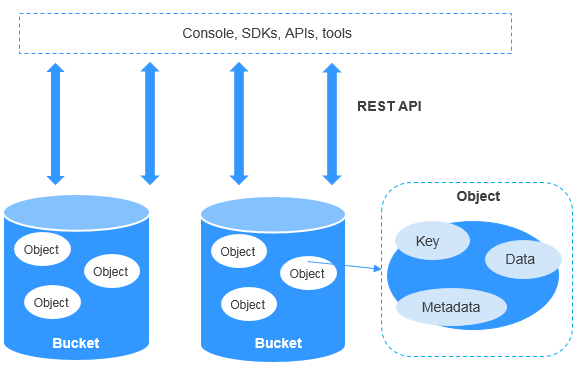 Console, SDKs, APIs, tools
REST API
Object
Object
Object
Bucket
Object
Object
Object
Bucket
Object
Key
Data
Metadata